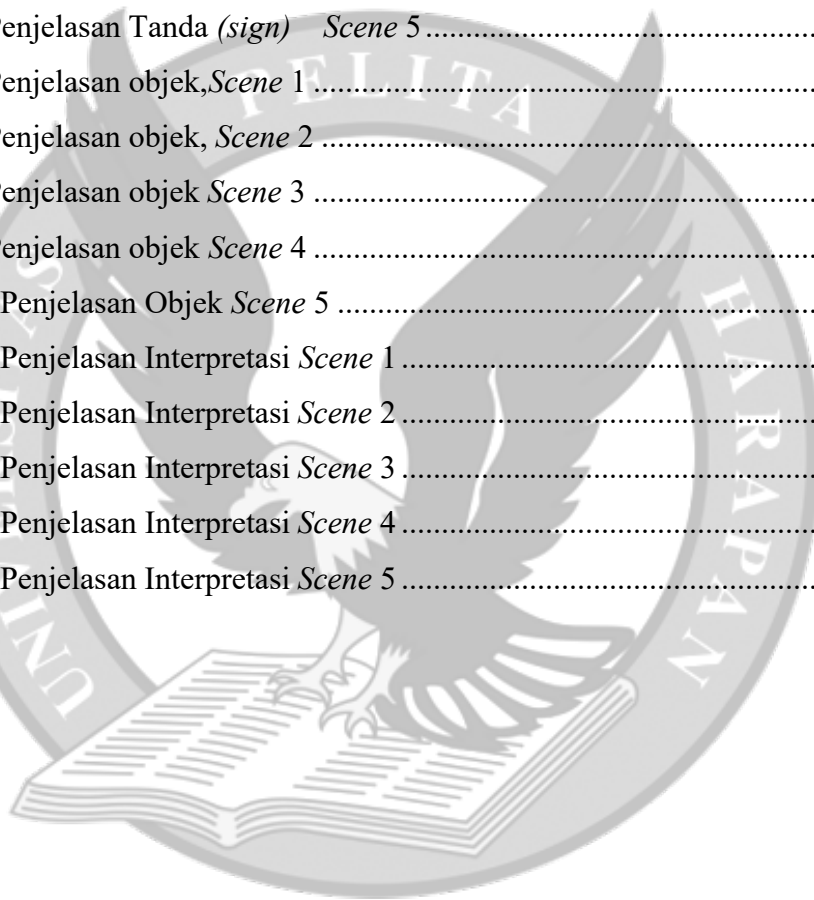 Penjelasan Tanda (sign) Scene 5 ....................................................
Penjelasan objek,Scene 1 ....................................................
Penjelasan objek, Scene 2 ....................................................
Penjelasan objek Scene 3 ....................................................
Penjelasan objek Scene 4 ....................................................
Penjelasan Objek Scene 5 ....................................................
Penjelasan Interpretasi Scene 1 ....................................................
Penjelasan Interpretasi Scene 2 ....................................................
Penjelasan Interpretasi Scene 3 ....................................................
Penjelasan Interpretasi Scene 4 ....................................................
Penjelasan Interpretasi Scene 5 ....................................................
UNIVERSITAS PELITA HARAPAN